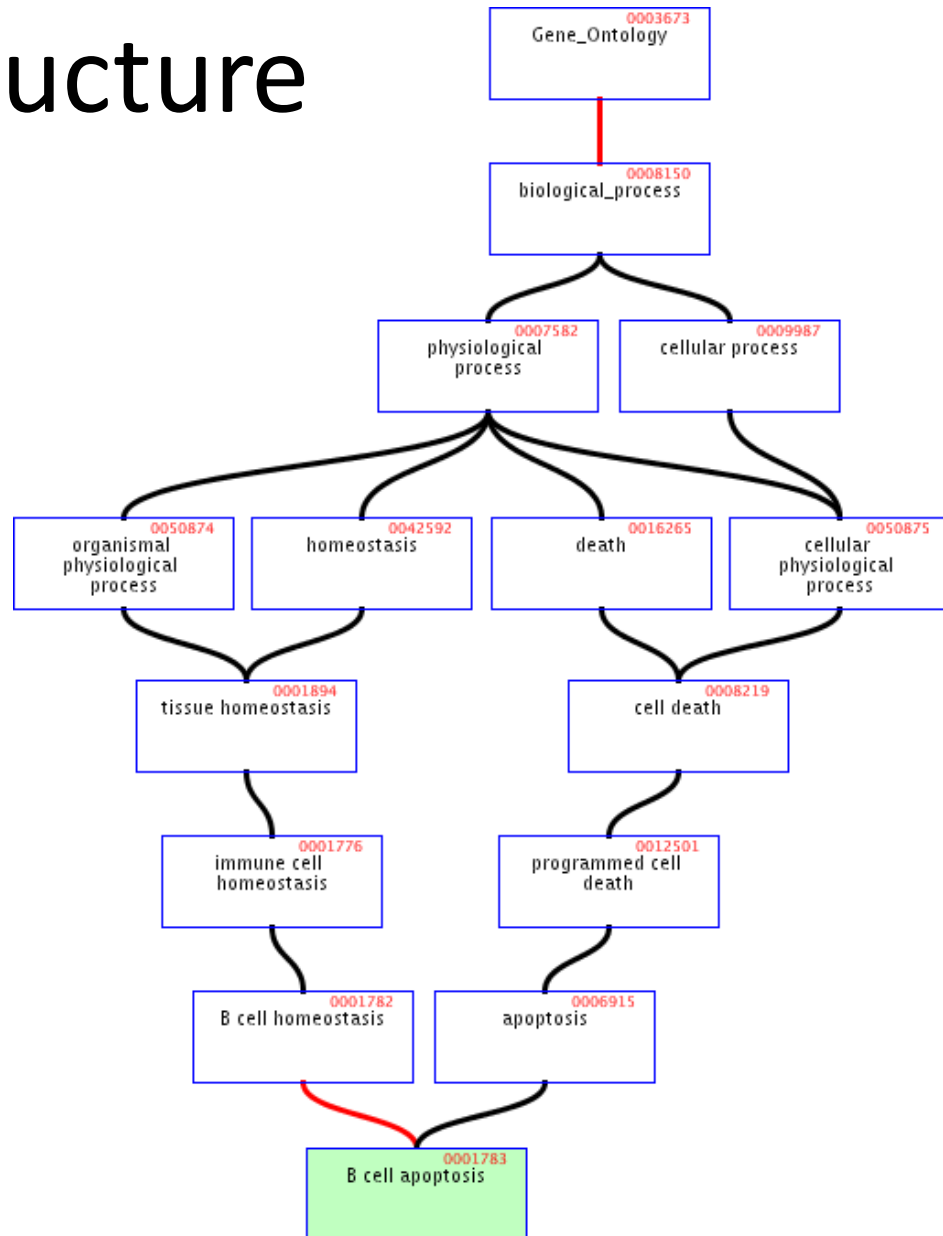 ucture
0003673
Gene_Ontology
0008150
biological_process
0007582
physiological
process
0009987
cellular process
0050874
organismal
physiological
process
0042592
homeostasis
0016265
death
0050875
cellular
physiological
process
0001894
tissue homeostasis
0008219
cell death
0001776
immune cell
homeostasis
0012501
programmed cell
death
0001782
B cell homeostasis
0006915
apoptosis
0001783
B cell apoptosis